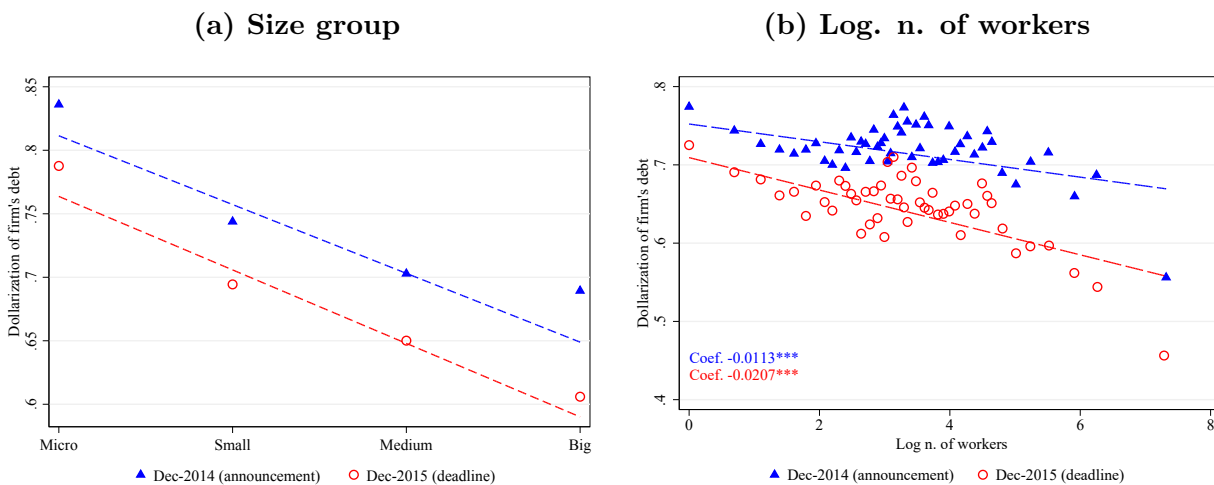 (a) Size group
Dollarization of firm's debt
.85
.8
.75
.7
.65
.6
Micro Small Medium Big
Dec-2014 (announcement) Dec-2015 (deadline)
(b) Log. n. of workers
Dollarization of firm's debt
.8
.7
.6
.5
.4
Coef. -0.0113***
Coef. -0.0207***
0 2 4 6 8
Log n. of workers
Dec-2014 (announcement) Dec-2015 (deadline)